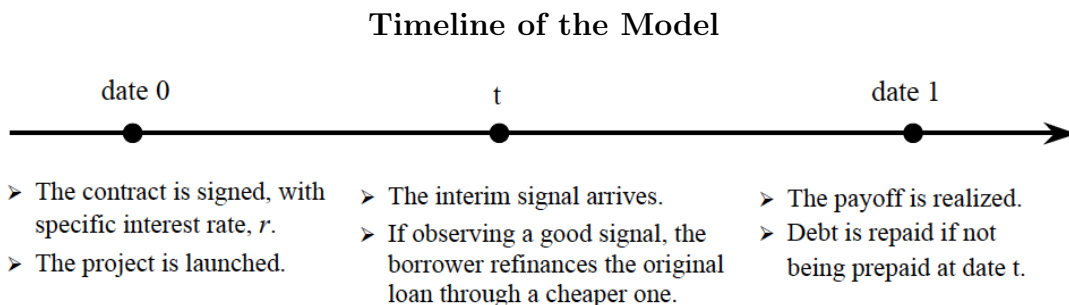 Timeline of the Model
date 0
t
date 1
➢ The contract is signed, with
specific interest rate, r.
➢ The project is launched.
➢ The interim signal arrives.
➢ If observing a good signal, the
borrower refinances the original
loan through a cheaper one.
➢ The payoff is realized.
➢ Debt is repaid if not
being prepaid at date t.